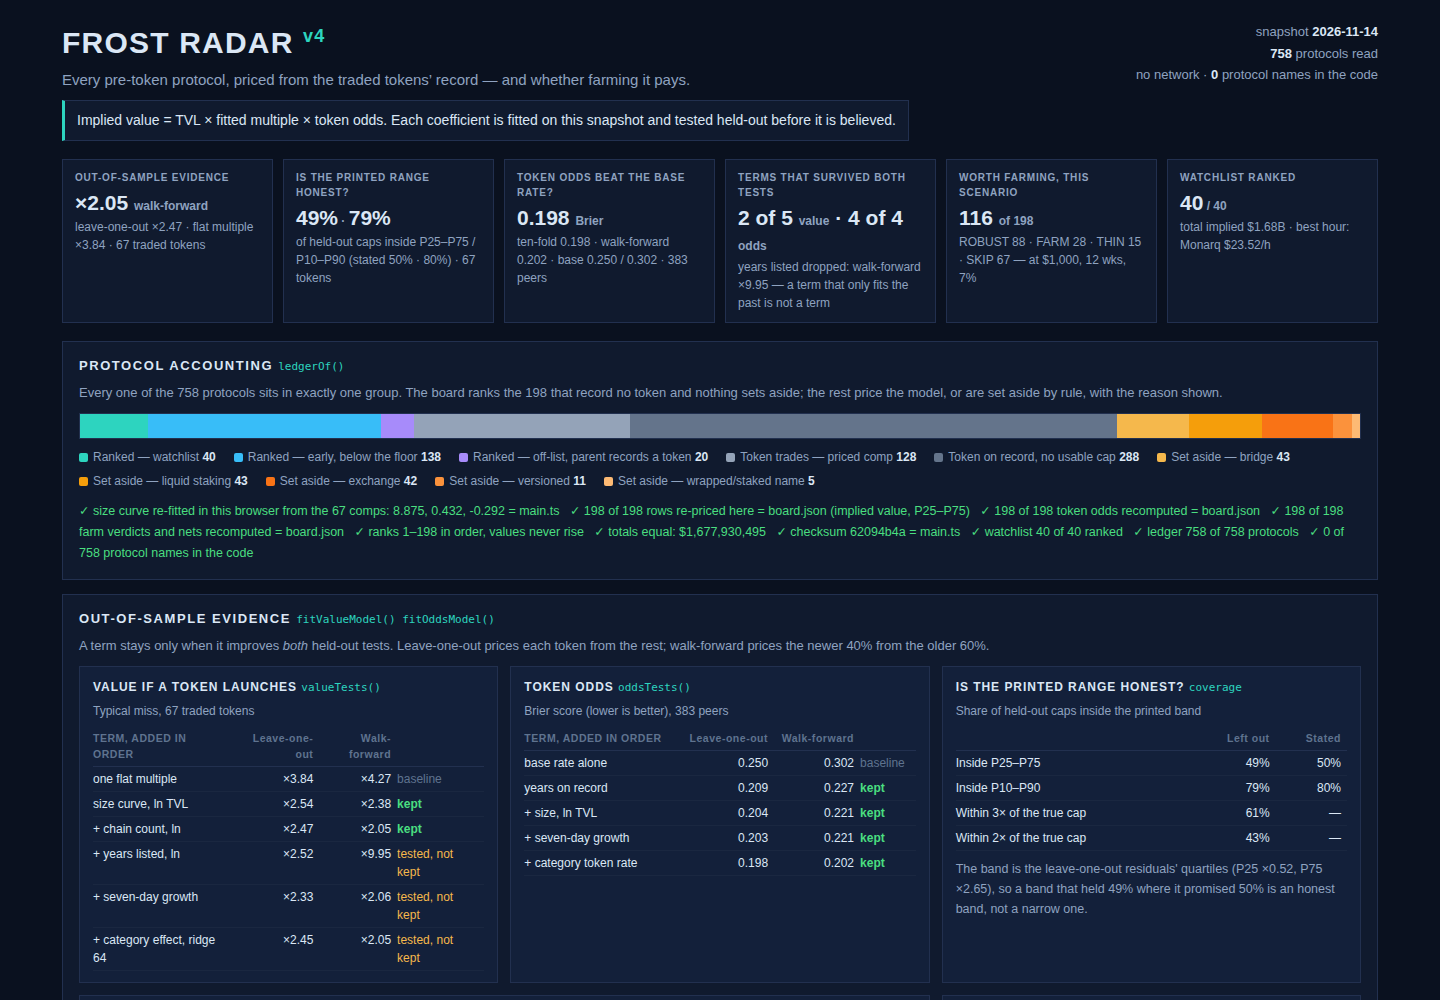 FROST RADAR v4
snapshot 2026-11-14
758 protocols read
no network · 0 protocol names in the code
Every pre-token protocol, priced from the traded tokens' record — and whether farming it pays.
Implied value = TVL × fitted multiple × token odds. Each coefficient is fitted on this snapshot and tested held-out before it is believed.
OUT-OF-SAMPLE EVIDENCE
×2.05 walk-forward
leave-one-out ×2.47 · flat multiple
×3.84 · 67 traded tokens
IS THE PRINTED RANGE
HONEST?
49% · 79%
of held-out caps inside P25–P75 /
P10–P90 (stated 50% · 80%) · 67
tokens
TOKEN ODDS BEAT THE BASE
RATE?
0.198 Brier
ten-fold 0.198 · walk-forward
0.202 · base 0.250 / 0.302 · 383
peers
TERMS THAT SURVIVED BOTH
TESTS
2 of 5 value · 4 of 4
odds
years listed dropped: walk-forward
×9.95 — a term that only fits the
past is not a term
WORTH FARMING, THIS
SCENARIO
116 of 198
ROBUST 88 · FARM 28 · THIN 15
· SKIP 67 — at $1,000, 12 wks,
7%
WATCHLIST RANKED
40 / 40
total implied $1.68B · best hour:
Monarq $23.52/h
PROTOCOL ACCOUNTING ledgerOf()
Every one of the 758 protocols sits in exactly one group. The board ranks the 198 that record no token and nothing sets aside; the rest price the model, or are set aside by rule, with the reason shown.
Ranked — watchlist 40 Ranked — early, below the floor 138 Ranked — off-list, parent records a token 20 Token trades — priced comp 128 Token on record, no usable cap 288 Set aside — bridge 43
Set aside — liquid staking 43 Set aside — exchange 42 Set aside — versioned 11 Set aside — wrapped/staked name 5
✓ size curve re-fitted in this browser from the 67 comps: 8.875, 0.432, -0.292 = main.ts ✓ 198 of 198 rows re-priced here = board.json (implied value, P25–P75) ✓ 198 of 198 token odds recomputed = board.json ✓ 198 of 198
farm verdicts and nets recomputed = board.json ✓ ranks 1–198 in order, values never rise ✓ totals equal: $1,677,930,495 ✓ checksum 62094b4a = main.ts ✓ watchlist 40 of 40 ranked ✓ ledger 758 of 758 protocols ✓ 0 of
758 protocol names in the code
OUT-OF-SAMPLE EVIDENCE fitValueModel() fitOddsModel()
A term stays only when it improves both held-out tests. Leave-one-out prices each token from the rest; walk-forward prices the newer 40% from the older 60%.
VALUE IF A TOKEN LAUNCHES valueTests()
Typical miss, 67 traded tokens
TERM, ADDED IN Leave-one- Walk-
ORDER out forward
one flat multiple ×3.84 ×4.27 baseline
size curve, ln TVL ×2.54 ×2.38 kept
+ chain count, ln ×2.47 ×2.05 kept
+ years listed, ln ×2.52 ×9.95 tested, not
kept
+ seven-day growth ×2.33 ×2.06 tested, not
kept
+ category effect, ridge ×2.45 ×2.05 tested, not
64 kept
TOKEN ODDS oddsTests()
Brier score (lower is better), 383 peers
TERM, ADDED IN ORDER Leave-one-out Walk-forward
base rate alone 0.250 0.302 baseline
years on record 0.209 0.227 kept
+ size, ln TVL 0.204 0.221 kept
+ seven-day growth 0.203 0.221 kept
+ category token rate 0.198 0.202 kept
IS THE PRINTED RANGE HONEST? coverage
Share of held-out caps inside the printed band
Left out Stated
Inside P25–P75 49% 50%
Inside P10–P90 79% 80%
Within 3× of the true cap 61% —
Within 2× of the true cap 43% —
The band is the leave-one-out residuals' quartiles (P25 ×0.52, P75
×2.65), so a band that held 49% where it promised 50% is an honest
band, not a narrow one.